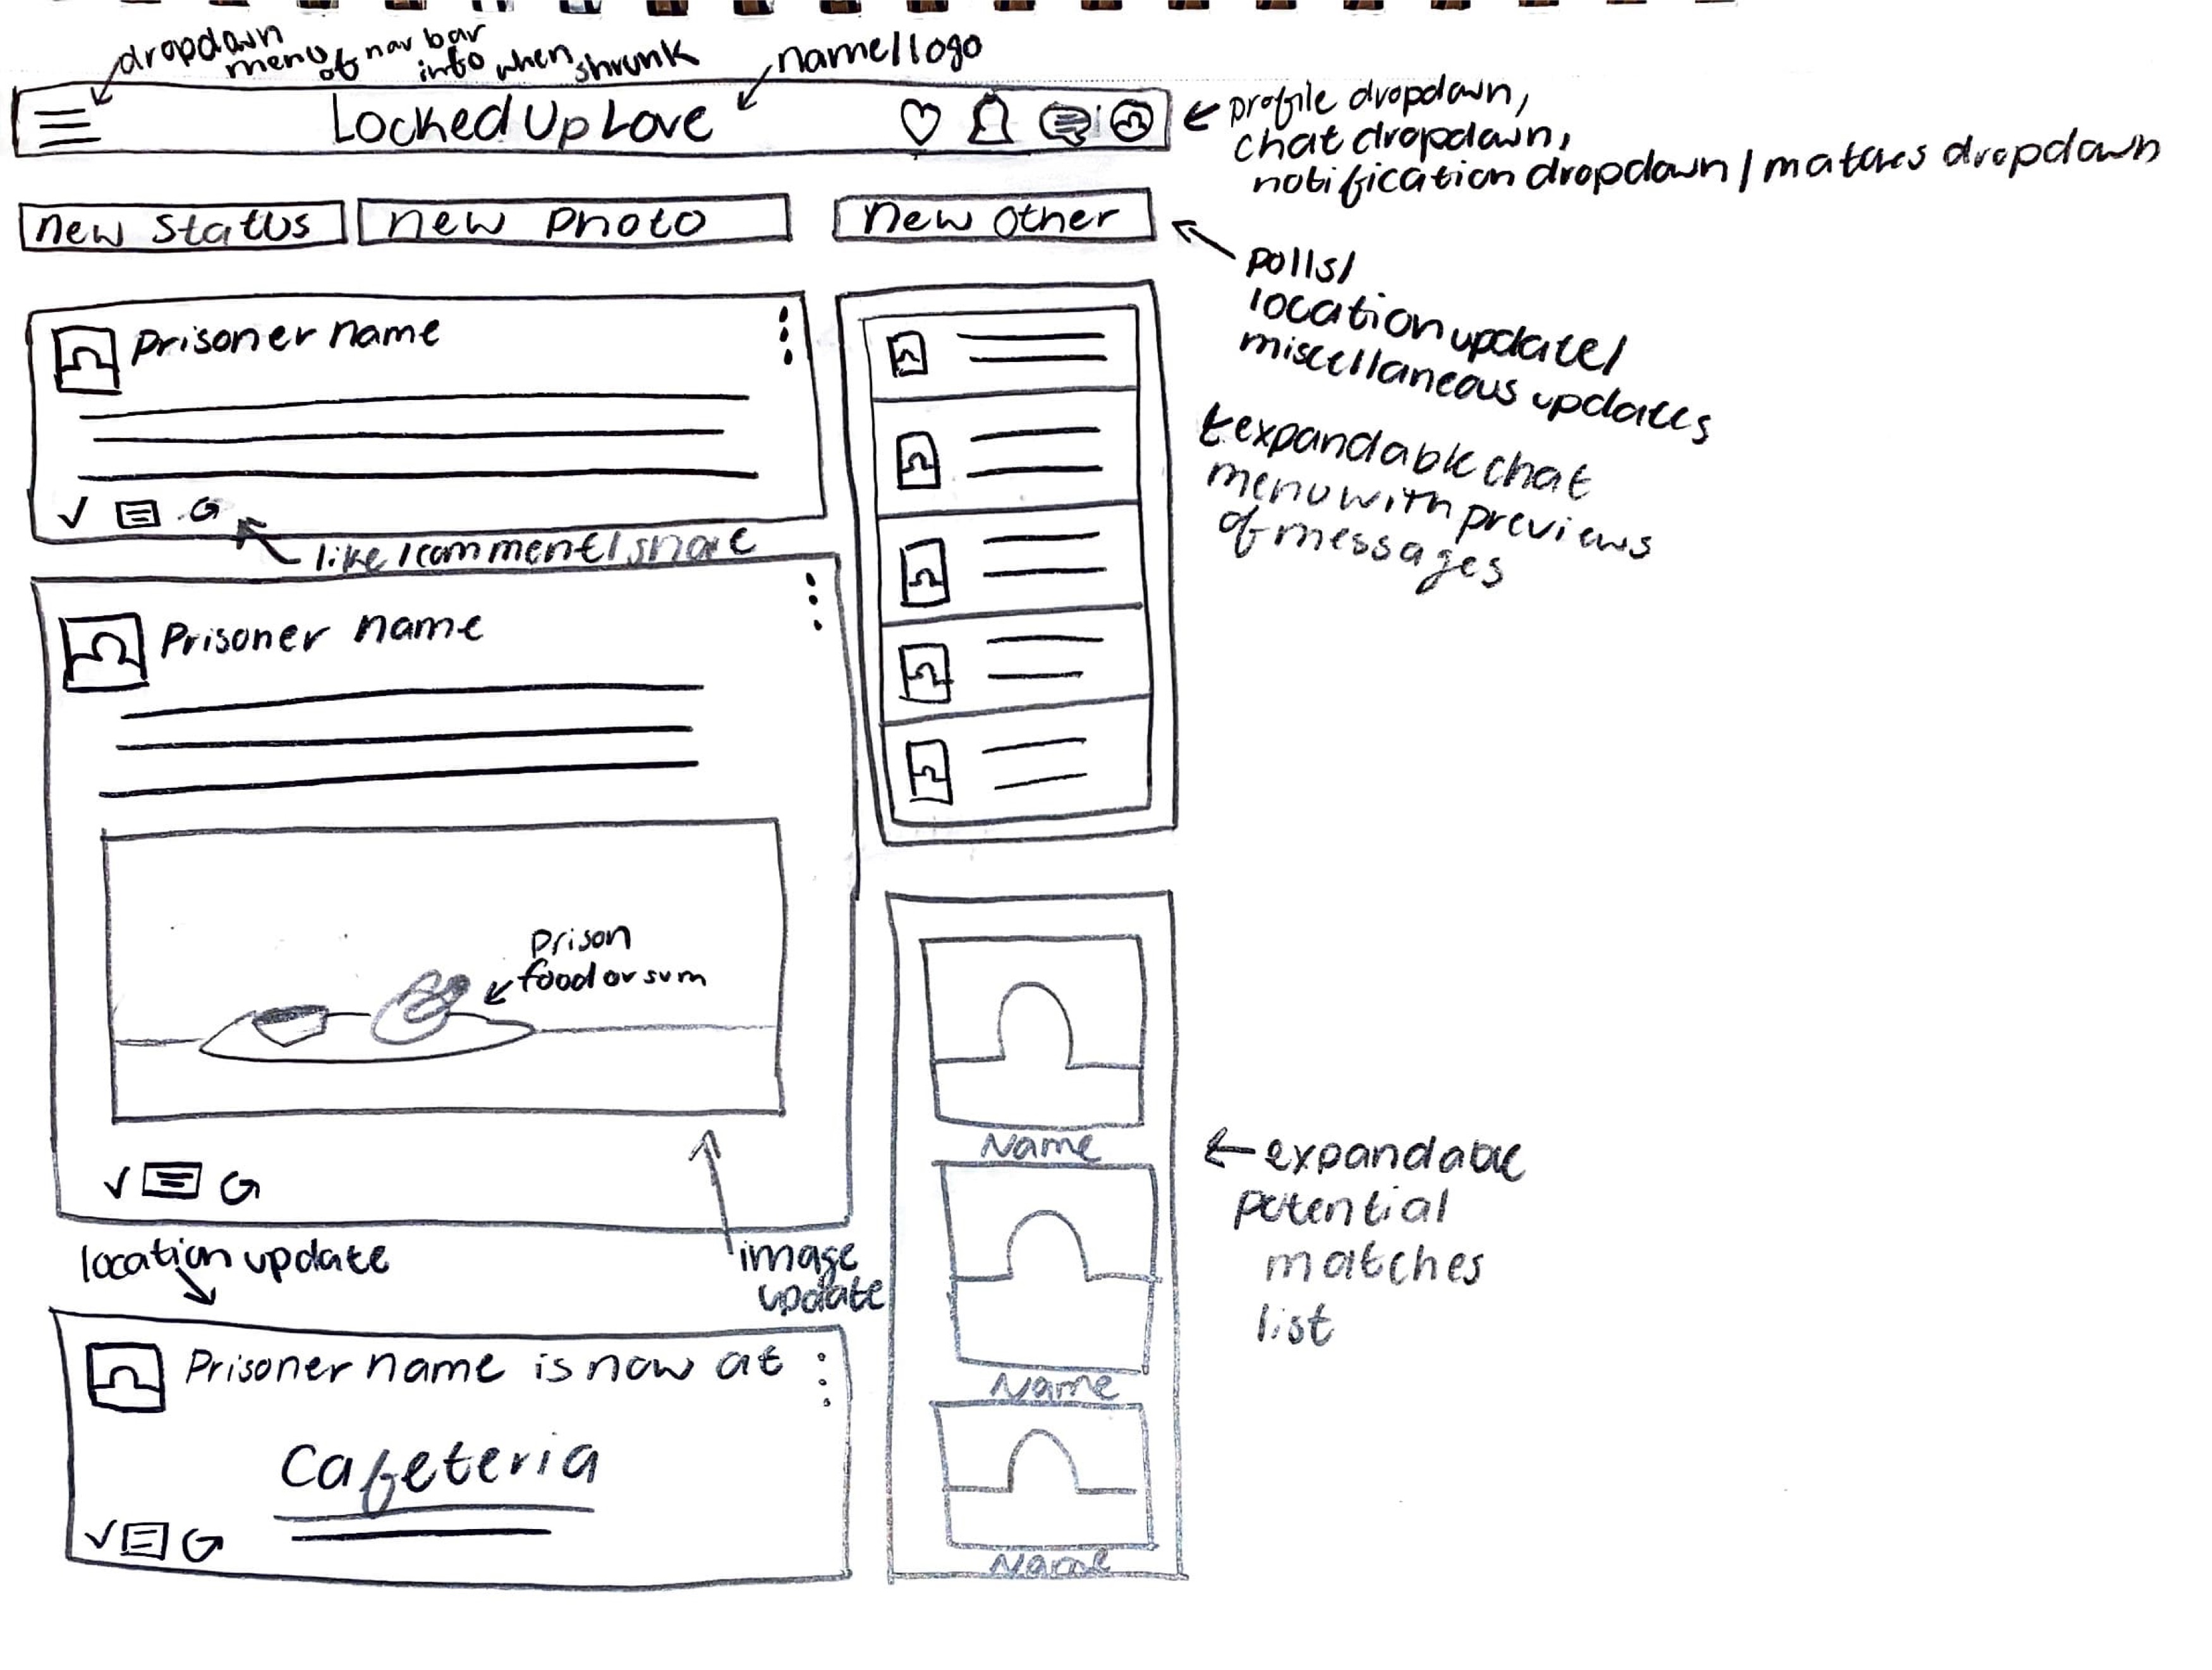 dropdown
menu of nav bar
info when shrunk
name/logo
Locked Up Love
profile dropdown,
chat dropdown,
notification dropdown / matches dropdown
new status
new photo
new other
polls/
location update/
miscellaneous updates
Prisoner name
expandable chat
menu with previews
of messages
like/comment/share
Prisoner name
prison
food or sum
Name
expandable
potential
matches
list
image
update
location update
Name
Prisoner name is now at
Cafeteria
Name